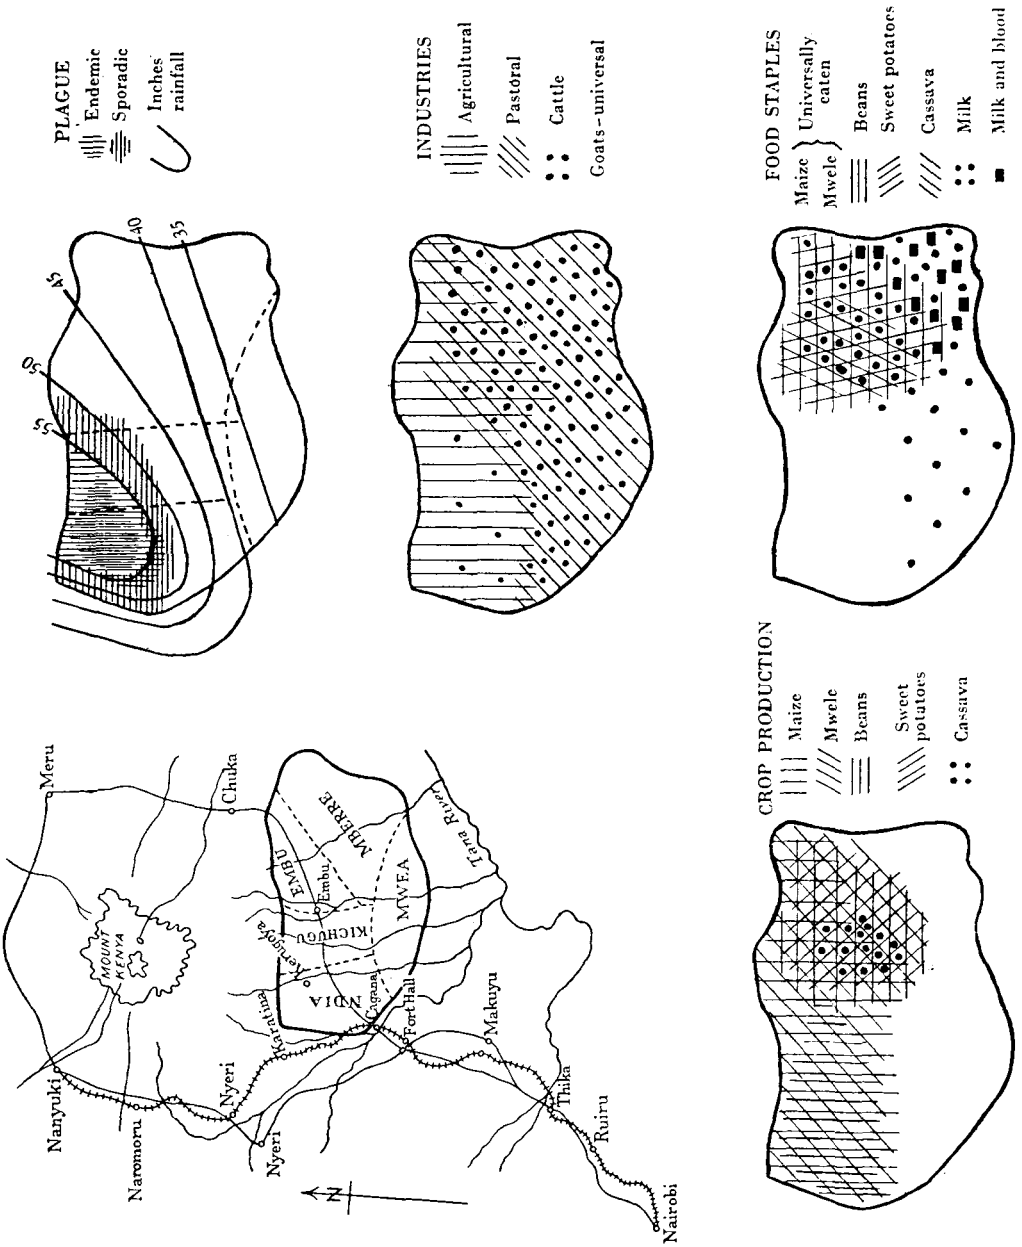 PLAGUE
Endemic
Sporadic
Inches
rainfall
55
50
45
40
35
INDUSTRIES
Agricultural
Pastoral
Cattle
Goats-universal
FOOD STAPLES
Maize } Universally
Mwele } eaten
Beans
Sweet potatoes
Cassava
Milk
Milk and blood
Meru
Chuka
MOUNT
KENYA
Nanyuki
Naromoru
Nyeri
Nyeri
Karatina
Kerugoya
EMBU
Embu
MBERRE
KICHUGU
NDIA
MWEA
Cigana
Fort Hall
Tana River
Makuyu
Thika
Ruiru
Nairobi
N
CROP PRODUCTION
Maize
Mwele
Beans
Sweet
potatoes
Cassava